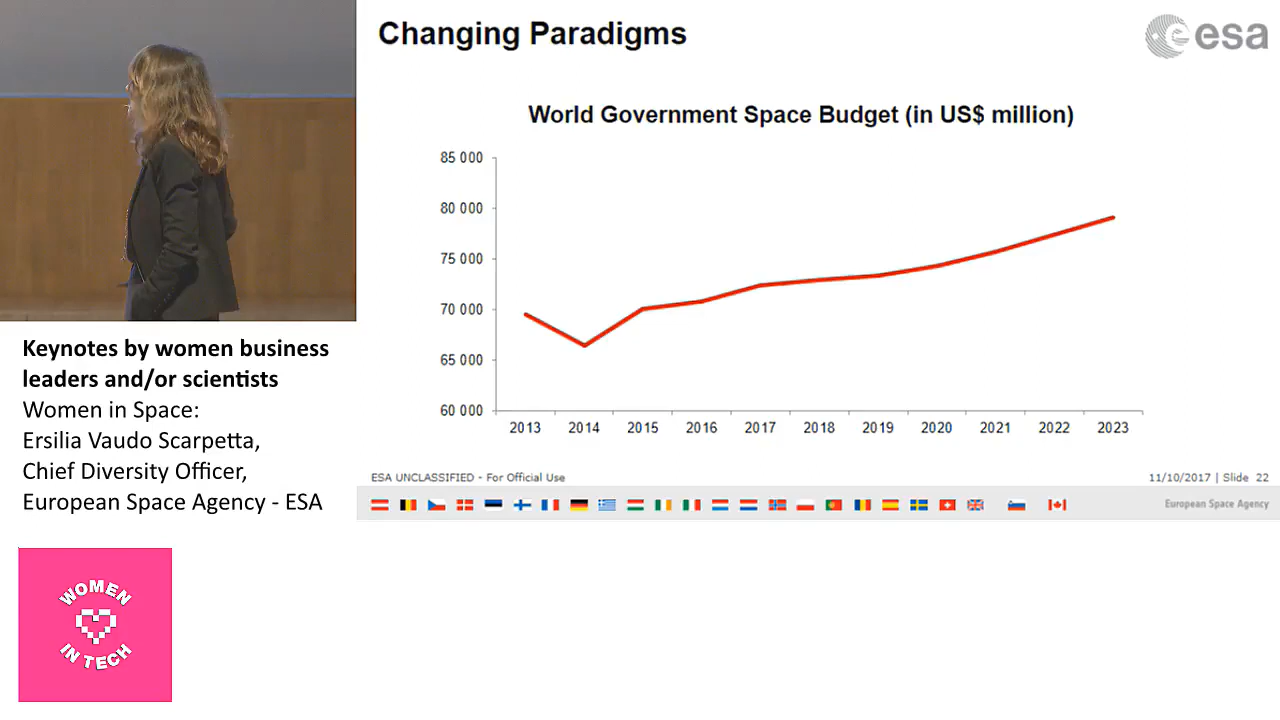 Changing Paradigms
esa
World Government Space Budget (in US$ million)
85 000
80 000
75 000
70 000
65 000
60 000
2013 2014 2015 2016 2017 2018 2019 2020 2021 2022 2023
ESA UNCLASSIFIED - For Official Use
11/10/2017 | Slide 22
European Space Agency
Keynotes by women business
leaders and/or scientists
Women in Space:
Ersilia Vaudo Scarpetta,
Chief Diversity Officer,
European Space Agency - ESA
WOMEN
IN TECH